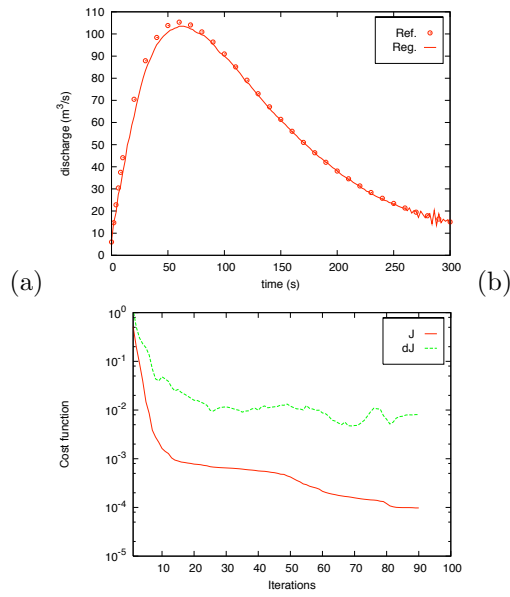 110
100
90
80
70
60
50
40
30
20
10
0
discharge (m³/s)
Ref.
Reg.
0 50 100 150 200 250 300
time (s)
(a)
(b)
10⁰
10⁻¹
10⁻²
10⁻³
10⁻⁴
10⁻⁵
Cost function
J
dJ
10 20 30 40 50 60 70 80 90 100
Iterations